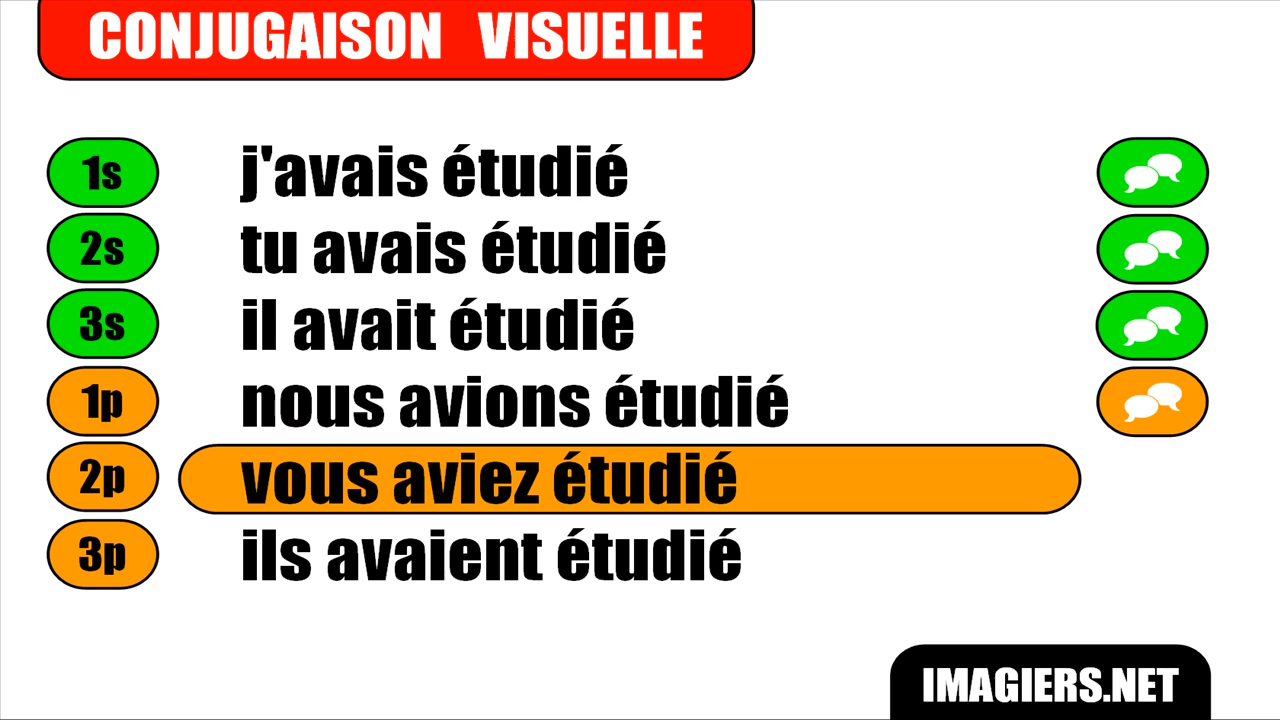 CONJUGAISON VISUELLE
1s j'avais étudié
2s tu avais étudié
3s il avait étudié
1p nous avions étudié
2p vous aviez étudié
3p ils avaient étudié
IMAGIERS.NET